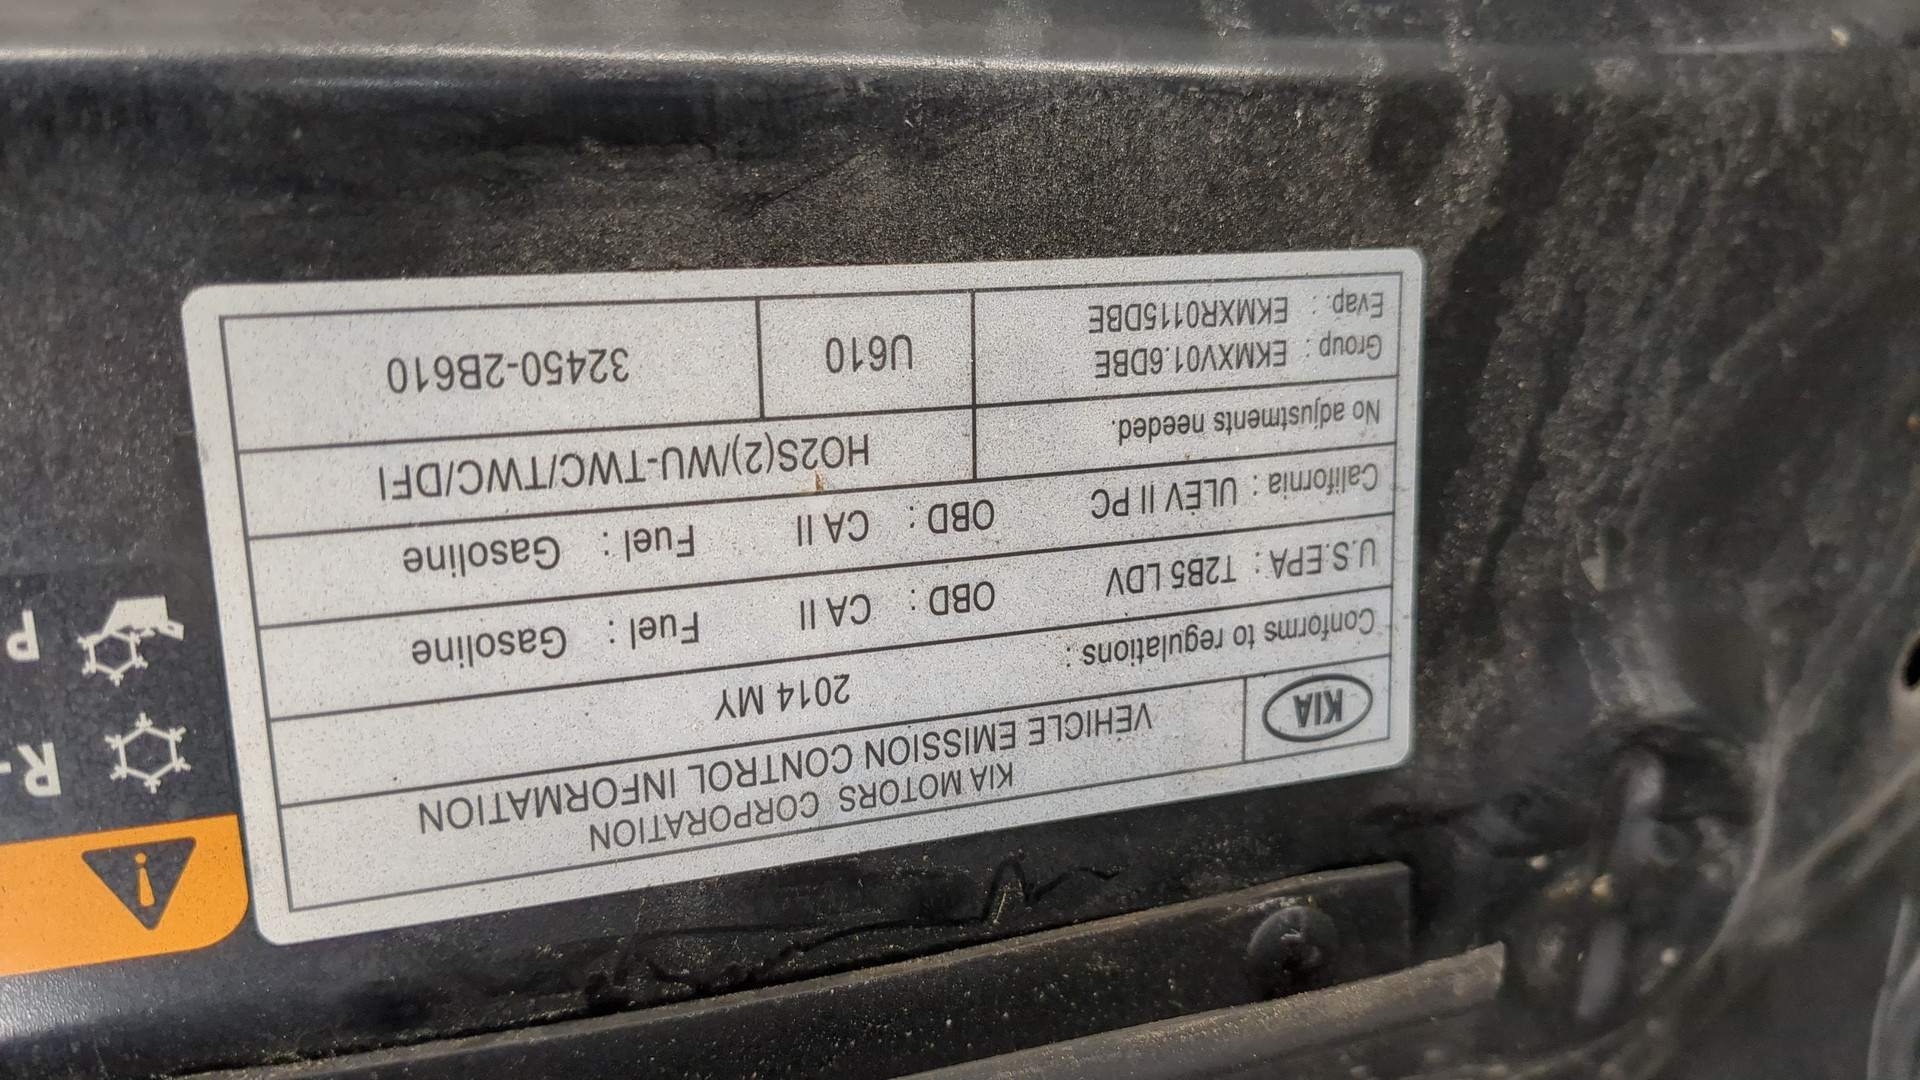 KIA MOTORS CORPORATION
KIA
VEHICLE EMISSION CONTROL INFORMATION
Conforms to regulations : 2014 MY
U.S.EPA : T2B5 LDV OBD : CA II Fuel : Gasoline
California : ULEV II PC OBD : CA II Fuel : Gasoline
No adjustments needed. HO2S(2)/WU-TWC/TWC/DFI
Group : EKMXV01.6DBE
Evap. : EKMXR0115DBE
U610
32450-2B610
R-
P